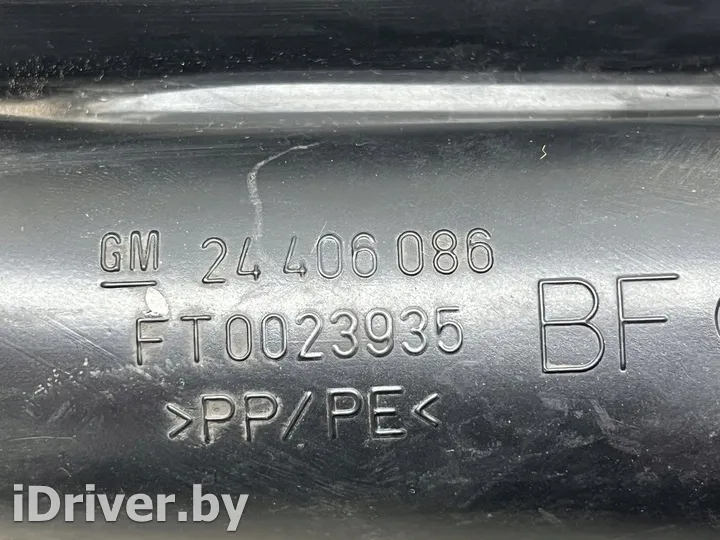 GM 24 406 086
FT0023935
BF
>PP/PE<
iDriver.by